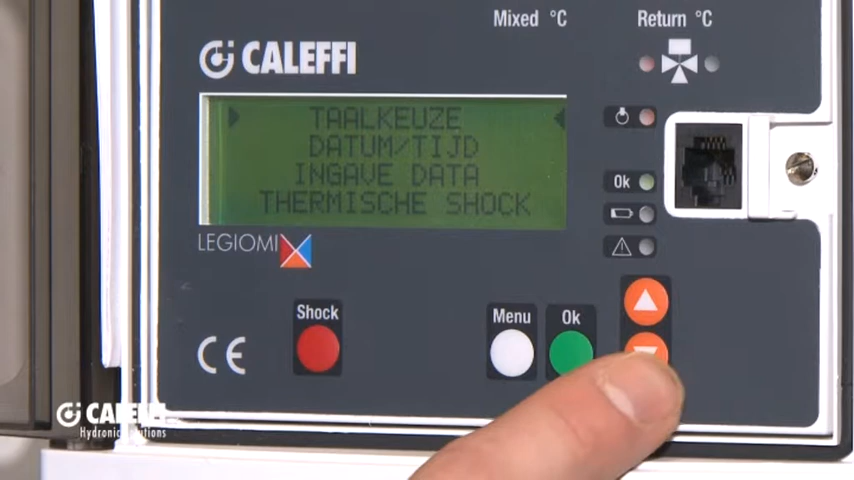 Mixed °C
Return °C
CALEFFI
TAALKEUZE
DATUM/TIJD
INGAVE DATA
THERMISCHE SHOCK
Ok
LEGIOMIX
Shock
Menu
Ok
CE
CALEFFI
Hydronic Solutions